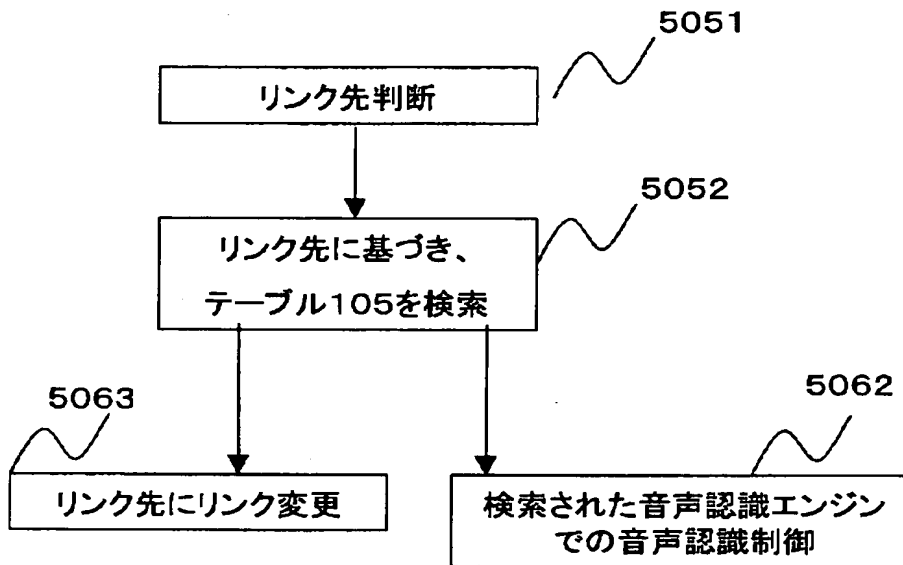 5051
リンク先判断
5052
リンク先に基づき、
テーブル105を検索
5063
リンク先にリンク変更
5062
検索された音声認識エンジン
での音声認識制御